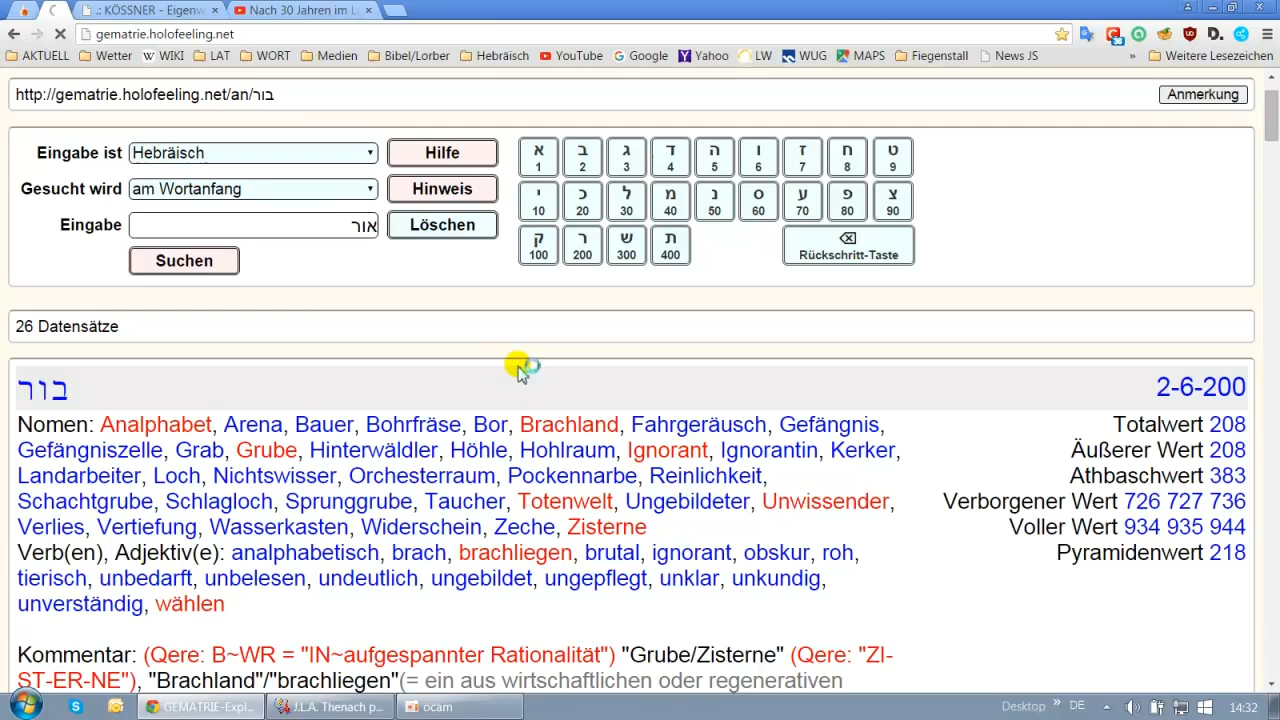 .: KÖSSNER - Eigenw
Nach 30 Jahren im L
gematrie.holofeeling.net
AKTUELL Wetter WIKI LAT WORT Medien Bibel/Lorber Hebräisch YouTube Google Yahoo LW WUG MAPS Fiegenstall News JS » Weitere Lesezeichen
http://gematrie.holofeeling.net/an/בור Anmerkung
Eingabe ist Hebräisch Hilfe
Gesucht wird am Wortanfang Hinweis
Eingabe אור Löschen
Suchen
א ב ג ד ה ו ז ח ט
1 2 3 4 5 6 7 8 9
י כ ל מ נ ס ע פ צ
10 20 30 40 50 60 70 80 90
ק ר ש ת
100 200 300 400 Rückschritt-Taste
26 Datensätze
בור 2-6-200
Nomen: Analphabet, Arena, Bauer, Bohrfräse, Bor, Brachland, Fahrgeräusch, Gefängnis,
Gefängniszelle, Grab, Grube, Hinterwäldler, Höhle, Hohlraum, Ignorant, Ignorantin, Kerker,
Landarbeiter, Loch, Nichtswisser, Orchesterraum, Pockennarbe, Reinlichkeit,
Schachtgrube, Schlagloch, Sprunggrube, Taucher, Totenwelt, Ungebildeter, Unwissender,
Verlies, Vertiefung, Wasserkasten, Widerschein, Zeche, Zisterne
Verb(en), Adjektiv(e): analphabetisch, brach, brachliegen, brutal, ignorant, obskur, roh,
tierisch, unbedarft, unbelesen, undeutlich, ungebildet, ungepflegt, unklar, unkundig,
unverständig, wählen
Totalwert 208
Äußerer Wert 208
Athbaschwert 383
Verborgener Wert 726 727 736
Voller Wert 934 935 944
Pyramidenwert 218
Kommentar: (Qere: B~WR = "IN~aufgespannter Rationalität") "Grube/Zisterne" (Qere: "ZI-
ST-ER-NE"), "Brachland"/"brachliegen"(= ein aus wirtschaftlichen oder regenerativen
GEMATRIE-Expl... J.L.A. Thenach p... ocam Desktop » DE 14:32